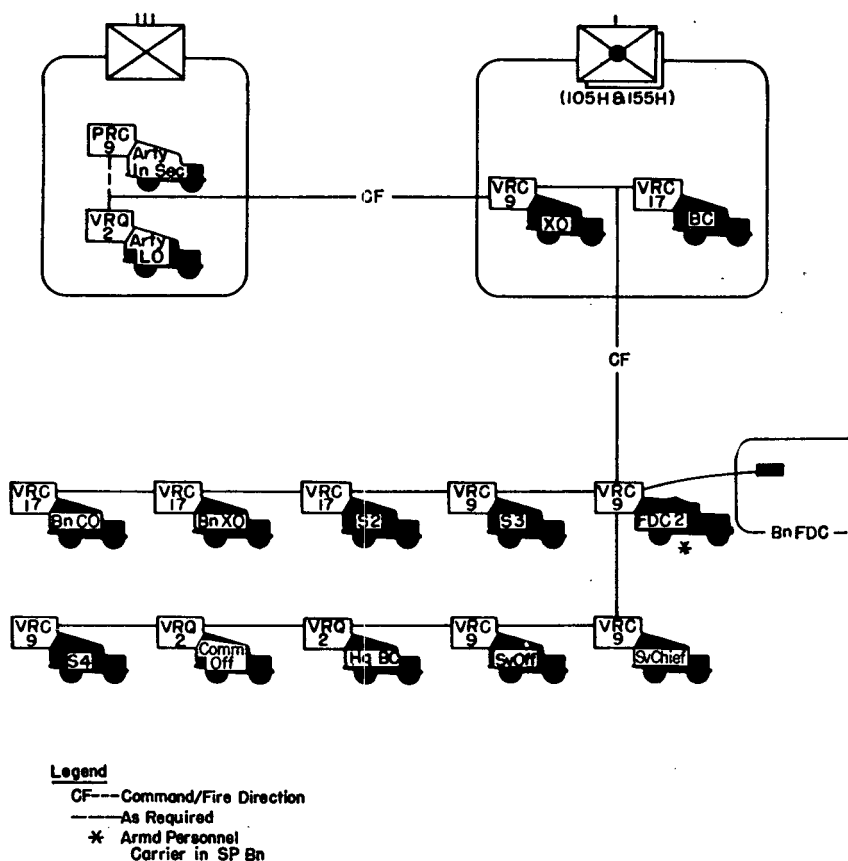 III
I
(105H & 155H)
PRC
9
Arty
In Sec
VRQ
2
Arty
LO
CF
VRC
9
XO
VRC
17
BC
CF
VRC
17
Bn CO
VRC
17
Bn XO
VRC
17
S2
VRC
9
S3
VRC
9
FDC 2
*
Bn FDC
VRC
9
S4
VRQ
2
Comm
Off
VRQ
2
Hq BC
VRC
9
SvOff
VRC
9
SvChief
Legend
CF---Command/Fire Direction
-----As Required
* Armd Personnel
Carrier in SP Bn